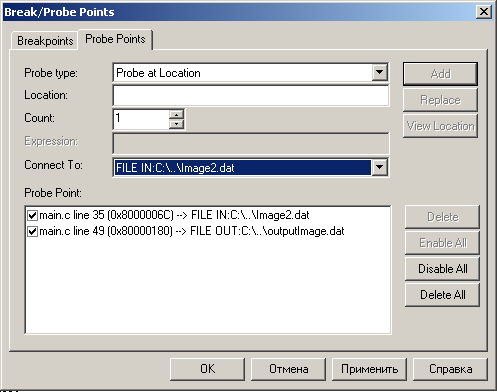 Break/Probe Points
Breakpoints Probe Points
Probe type: Probe at Location Add
Location: Replace
Count: 1 View Location
Expression:
Connect To: FILE IN:C:\..\Image2.dat
Probe Point:
main.c line 35 (0x8000006C) --> FILE IN:C:\..\Image2.dat Delete
main.c line 49 (0x80000180) --> FILE OUT:C:\..\outputImage.dat Enable All
Disable All
Delete All
OK Отмена Применить Справка